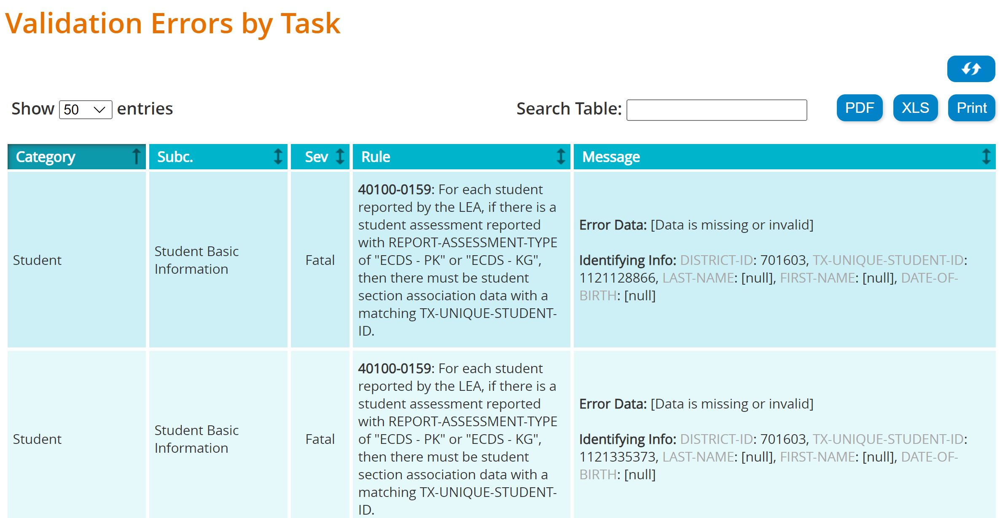 Validation Errors by Task
Show 50 entries
Search Table:
PDF XLS Print
Category Subc. Sev Rule Message
Student
Student Basic
Information
Fatal
40100-0159: For each student
reported by the LEA, if there is a
student assessment reported
with REPORT-ASSESSMENT-TYPE
of "ECDS - PK" or "ECDS - KG",
then there must be student
section association data with a
matching TX-UNIQUE-STUDENT-
ID.
Error Data: [Data is missing or invalid]
Identifying Info: DISTRICT-ID: 701603, TX-UNIQUE-STUDENT-ID:
1121128866, LAST-NAME: [null], FIRST-NAME: [null], DATE-OF-
BIRTH: [null]
Student
Student Basic
Information
Fatal
40100-0159: For each student
reported by the LEA, if there is a
student assessment reported
with REPORT-ASSESSMENT-TYPE
of "ECDS - PK" or "ECDS - KG",
then there must be student
section association data with a
matching TX-UNIQUE-STUDENT-
ID.
Error Data: [Data is missing or invalid]
Identifying Info: DISTRICT-ID: 701603, TX-UNIQUE-STUDENT-ID:
1121335373, LAST-NAME: [null], FIRST-NAME: [null], DATE-OF-
BIRTH: [null]